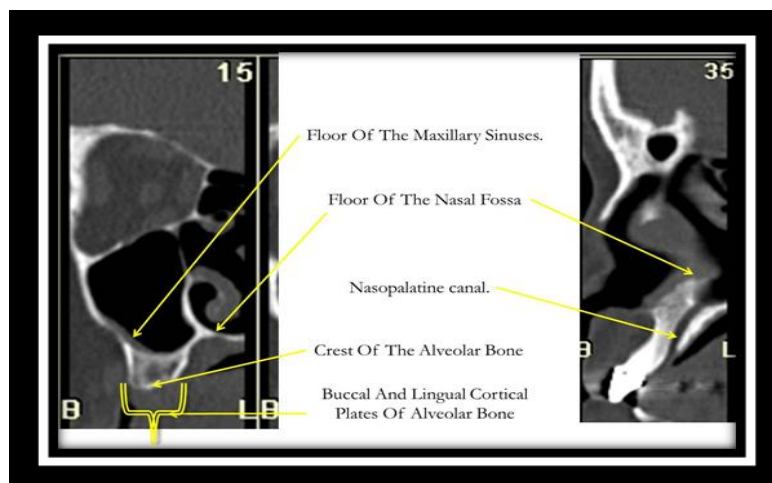 15
35
Floor Of The Maxillary Sinuses.
Floor Of The Nasal Fossa
Nasopalatine canal.
Crest Of The Alveolar Bone
Buccal And Lingual Cortical
Plates Of Alveolar Bone
B
L
B
B
L